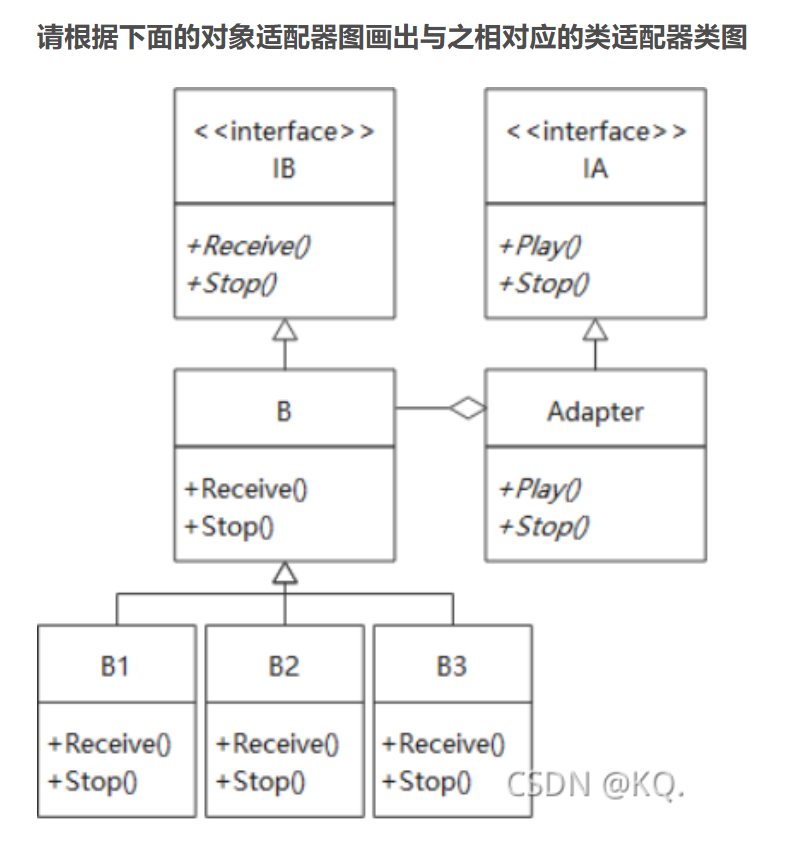 请根据下面的对象适配器图画出与之相对应的类适配器类图
<<interface>>
IB
+Receive()
+Stop()
<<interface>>
IA
+Play()
+Stop()
B
+Receive()
+Stop()
Adapter
+Play()
+Stop()
B1
+Receive()
+Stop()
B2
+Receive()
+Stop()
B3
+Receive()
+Stop()
CSDN @KQ.